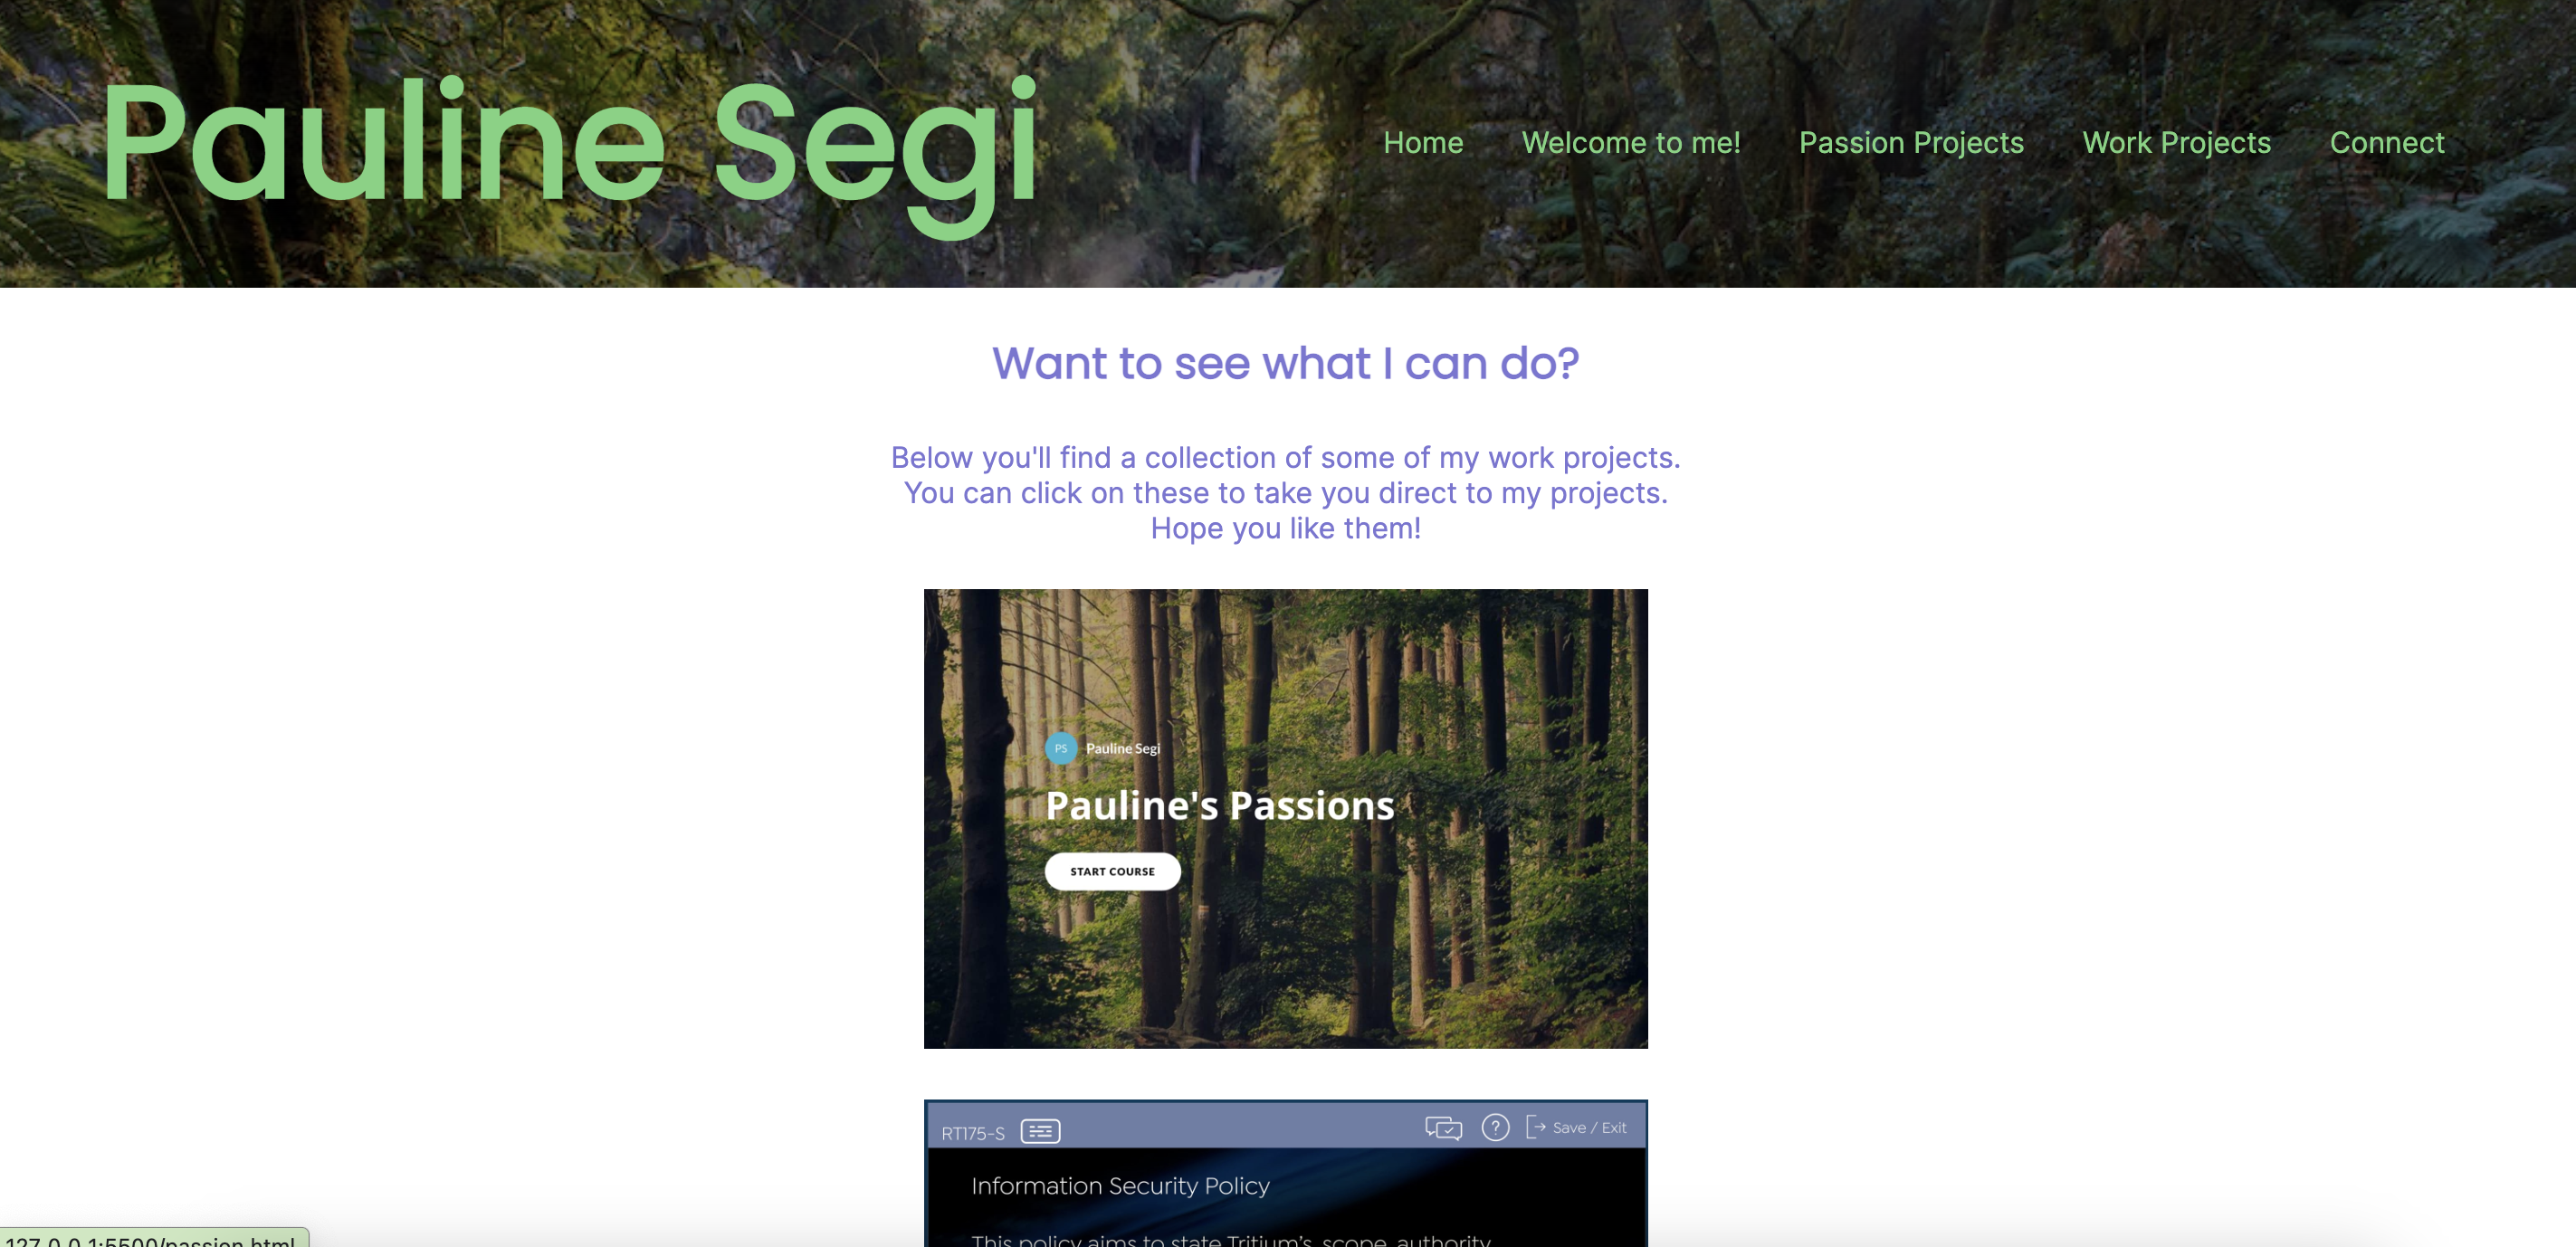 Pauline Segi
Home Welcome to me! Passion Projects Work Projects Connect
Want to see what I can do?
Below you'll find a collection of some of my work projects.
You can click on these to take you direct to my projects.
Hope you like them!
PS Pauline Segi
Pauline's Passions
START COURSE
RT175-S ? Save / Exit
Information Security Policy
This policy aims to state Tritium's, scope, authority
127.0.0.1:5500/passion.html